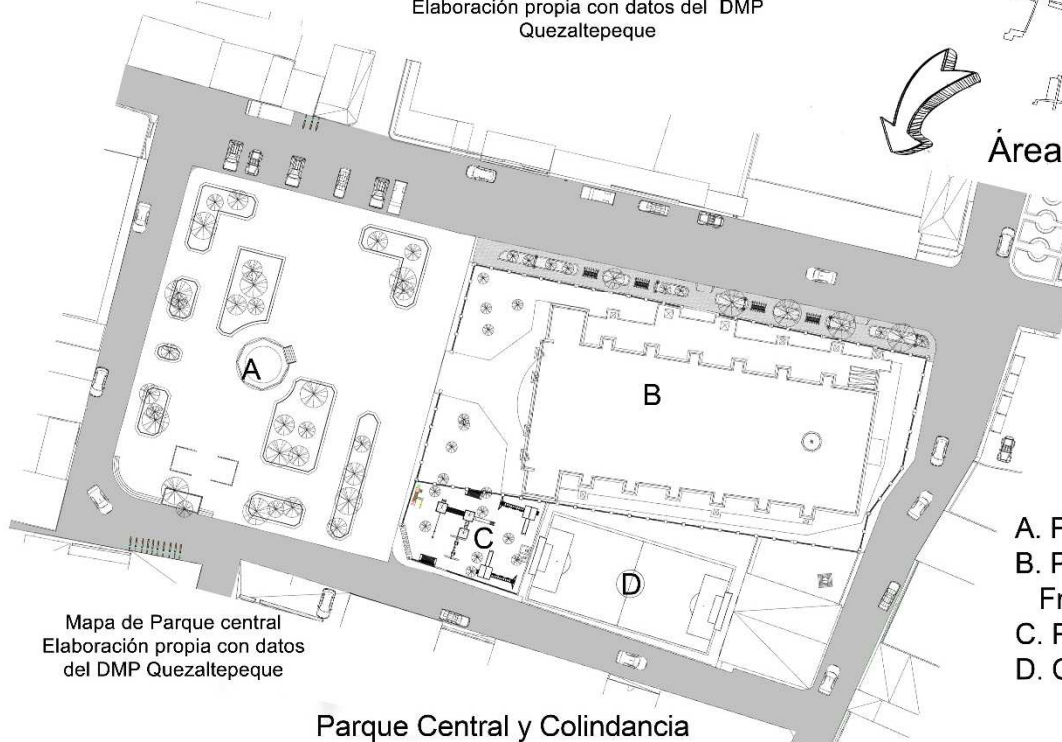 Elaboración propia con datos del DMP
Quezaltepeque
Área
A
B
C
D
A.
B.
C.
D.
Mapa de Parque central
Elaboración propia con datos
del DMP Quezaltepeque
Parque Central y Colindancia